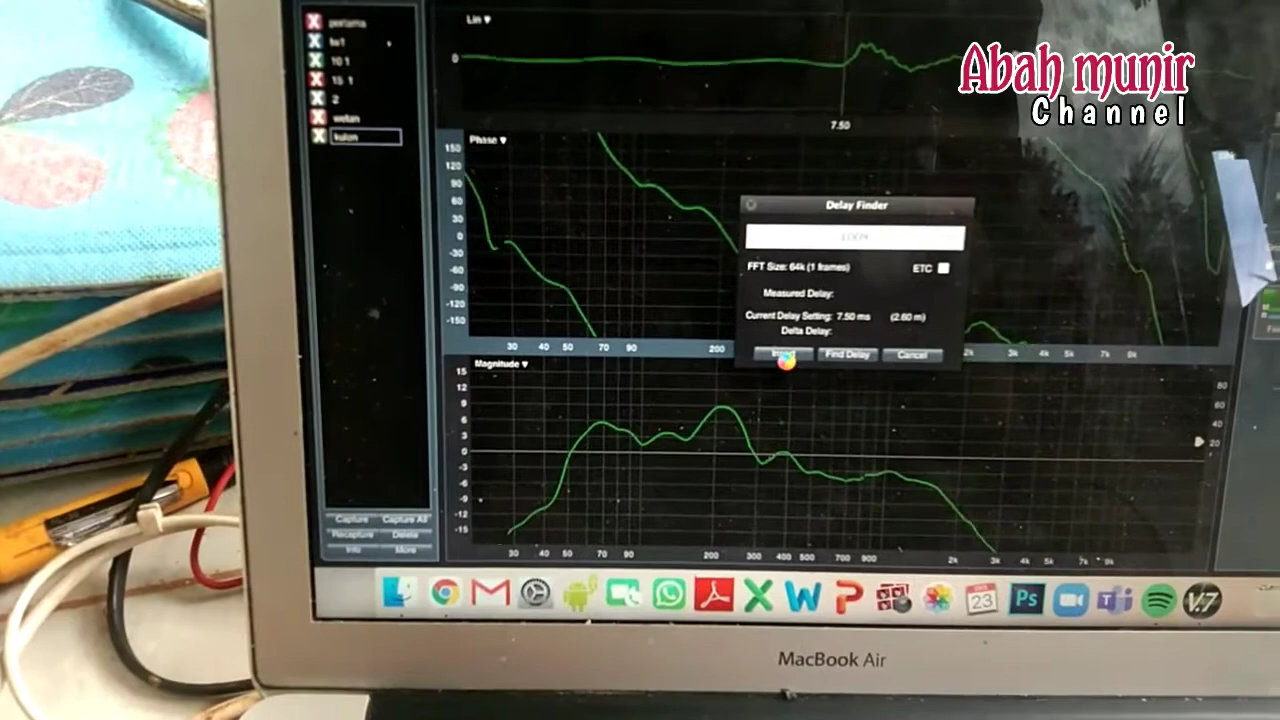 Abah munir
Channel
pertama
10 1
15 1
2
wetan
kulon
Lin ▼
0
7.50
Phase ▼
150
120
90
60
30
0
-30
-60
-90
-120
-150
30 40 50 70 90 200 2k 3k 4k 5k 7k 8k
Delay Finder
FFT Size: 64k (1 frames) ETC
Measured Delay:
Current Delay Setting: 7.50 ms (2.60 m)
Delta Delay:
Insert Find Delay Cancel
Magnitude ▼
15
12
9
6
3
0
-3
-6
-9
-12
-15
80
60
40
20
30 40 50 70 90 200 300 400 500 700 900 2k 3k 4k 5k 7k 8k
Capture Capture All
Recapture Delete
Info More
23
Ps
V.7
MacBook Air